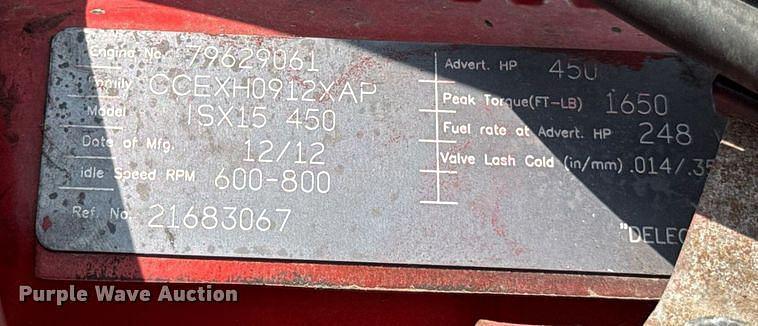 Engine No. 79629061
Family CCEXH0912XAP
Model ISX15 450
Date of Mfg. 12/12
Idle Speed RPM 600-800
Ref. No. 21683067
Advert. HP 450
Peak Torque(FT-LB) 1650
Fuel rate at Advert. HP 248
Valve Lash Cold (in/mm) .014/.35
"DELEC
Purple Wave Auction